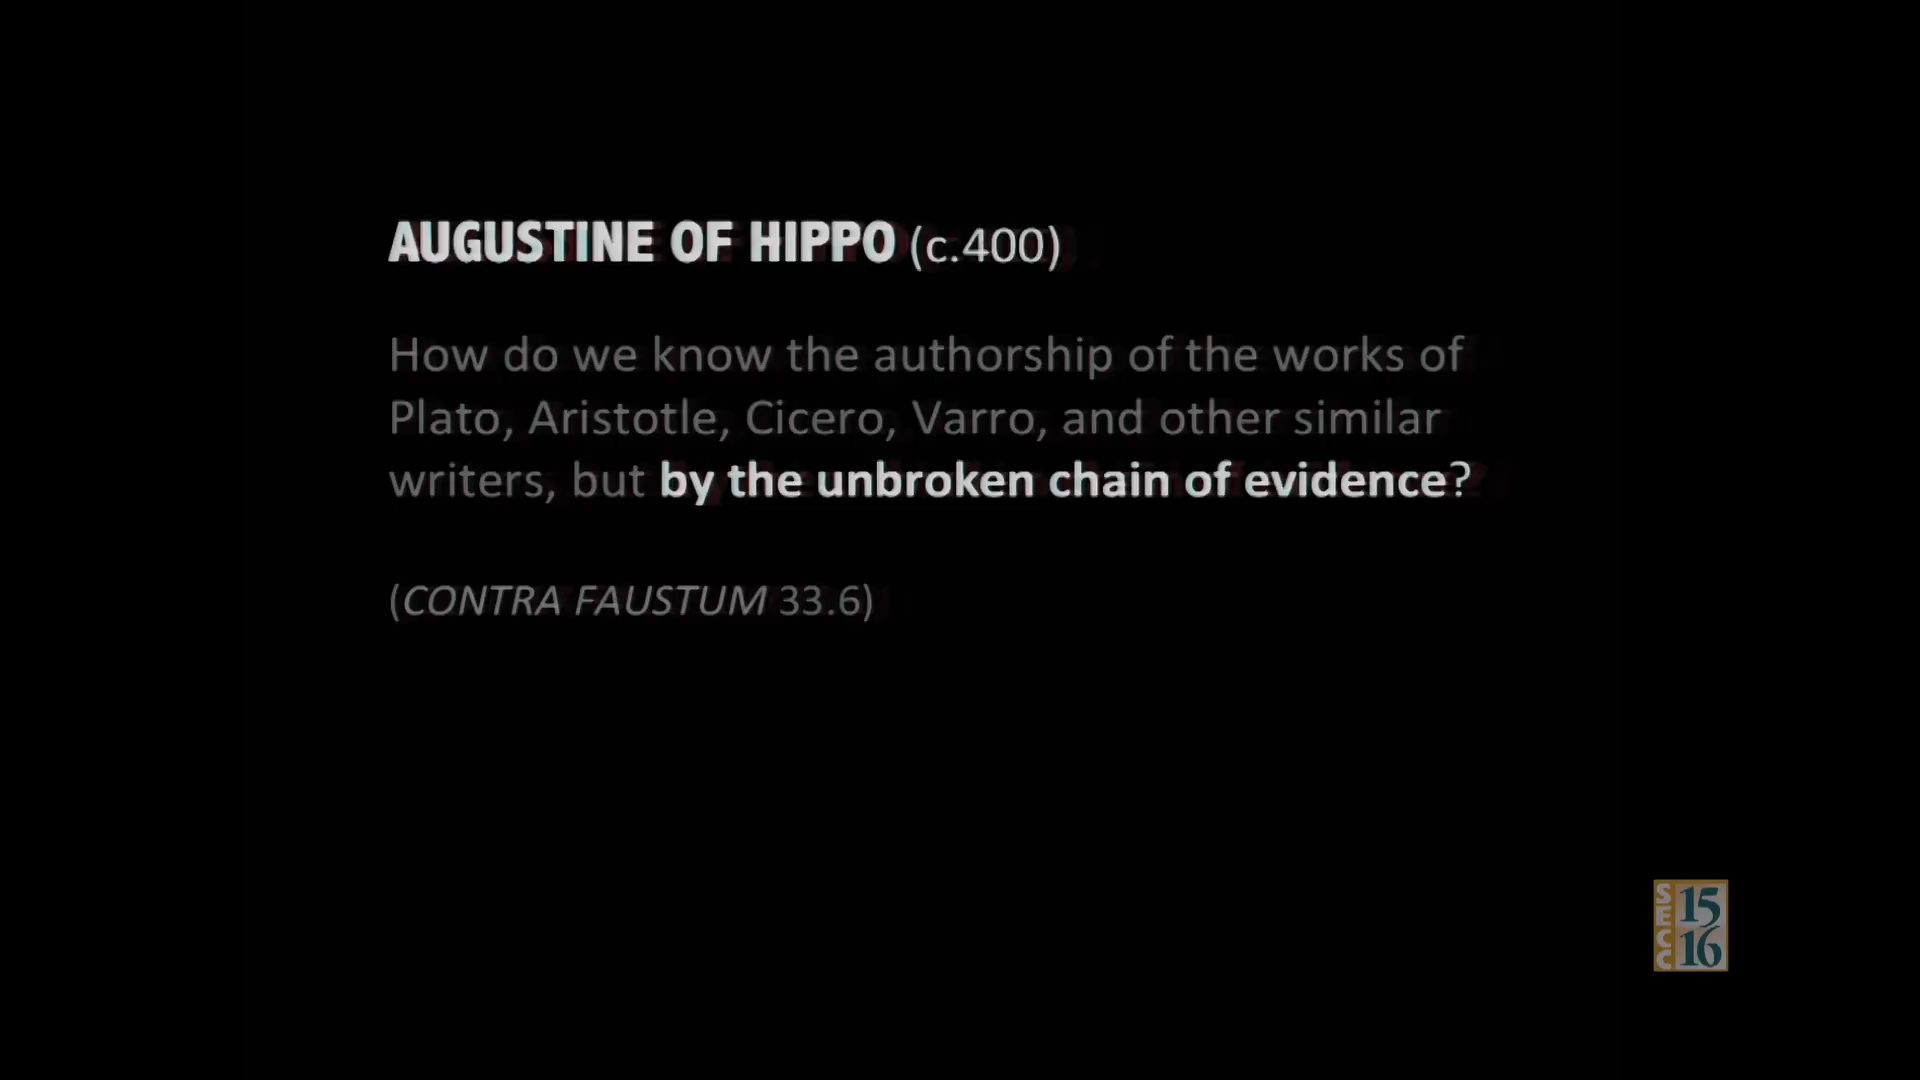 AUGUSTINE OF HIPPO (c.400)
How do we know the authorship of the works of
Plato, Aristotle, Cicero, Varro, and other similar
writers, but by the unbroken chain of evidence?
(CONTRA FAUSTUM 33.6)
SECC
15
16